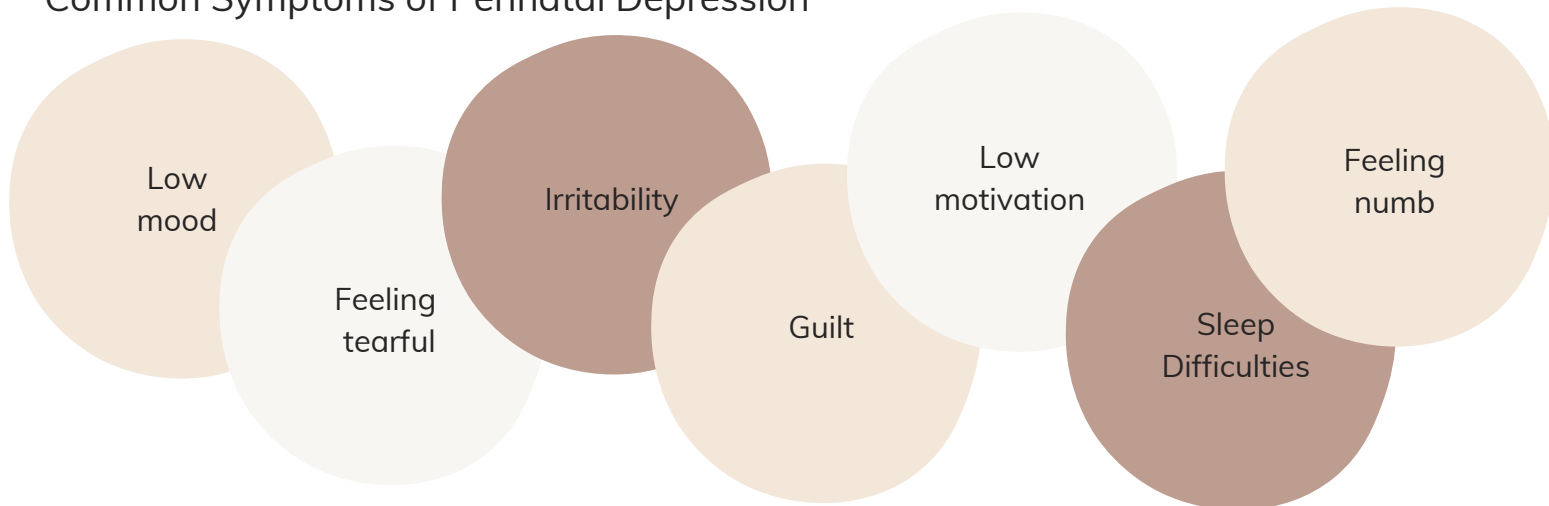 Common Symptoms of Perinatal Depression
Low
mood
Feeling
tearful
Irritability
Guilt
Low
motivation
Sleep
Difficulties
Feeling
numb